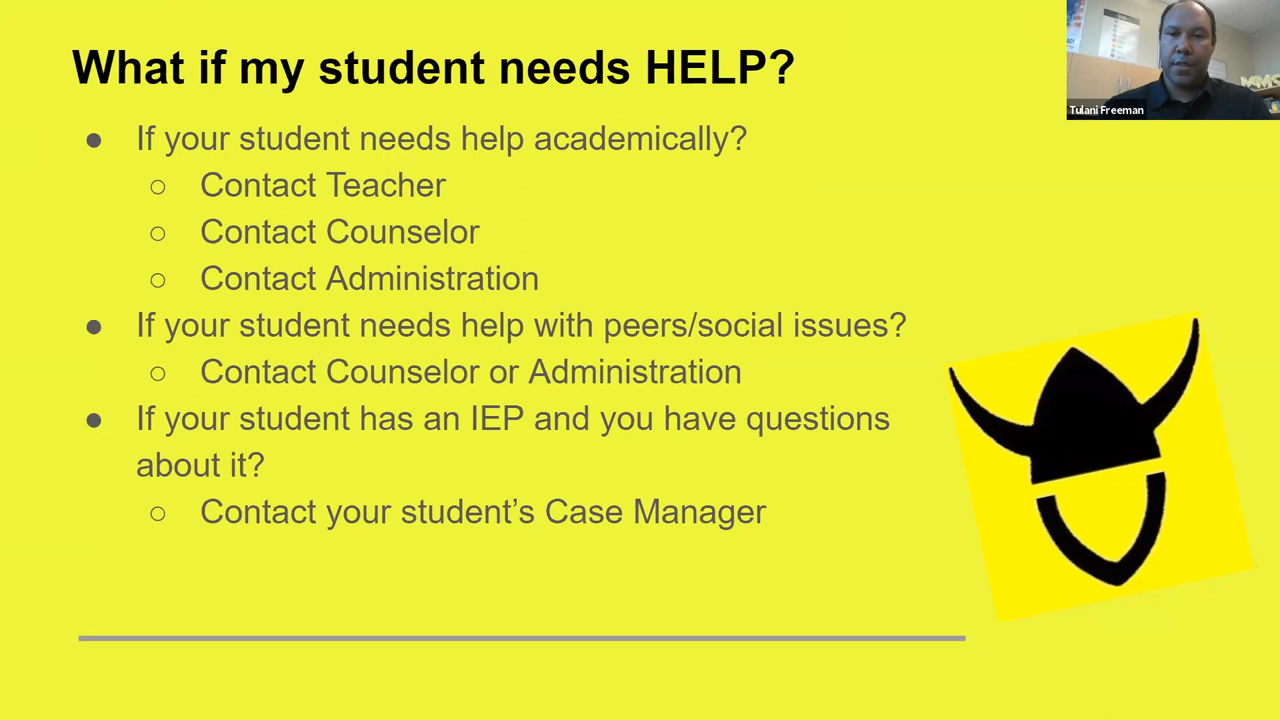 What if my student needs HELP?
● If your student needs help academically?
○ Contact Teacher
○ Contact Counselor
○ Contact Administration
● If your student needs help with peers/social issues?
○ Contact Counselor or Administration
● If your student has an IEP and you have questions
about it?
○ Contact your student’s Case Manager
Tulani Freeman
MMS